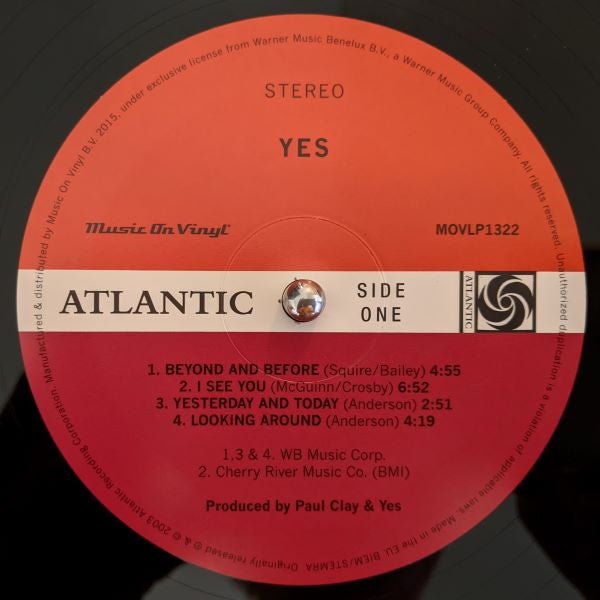 Manufactured & distributed by Music On Vinyl B.V. 2015, under exclusive license from Warner Music Benelux B.V., a Warner Music Group Company. All rights reserved. Unauthorized duplication is a violation of applicable laws. Made in the EU. BIEM/STEMRA.
STEREO
YES
Music On Vinyl
MOVLP1322
ATLANTIC
SIDE
ONE
ATLANTIC
1. BEYOND AND BEFORE (Squire/Bailey) 4:55
2. I SEE YOU (McGuinn/Crosby) 6:52
3. YESTERDAY AND TODAY (Anderson) 2:51
4. LOOKING AROUND (Anderson) 4:19
1,3 & 4. WB Music Corp.
2. Cherry River Music Co. (BMI)
Produced by Paul Clay & Yes
Originally released ℗ & © 2003 Atlantic Recording Corporation.